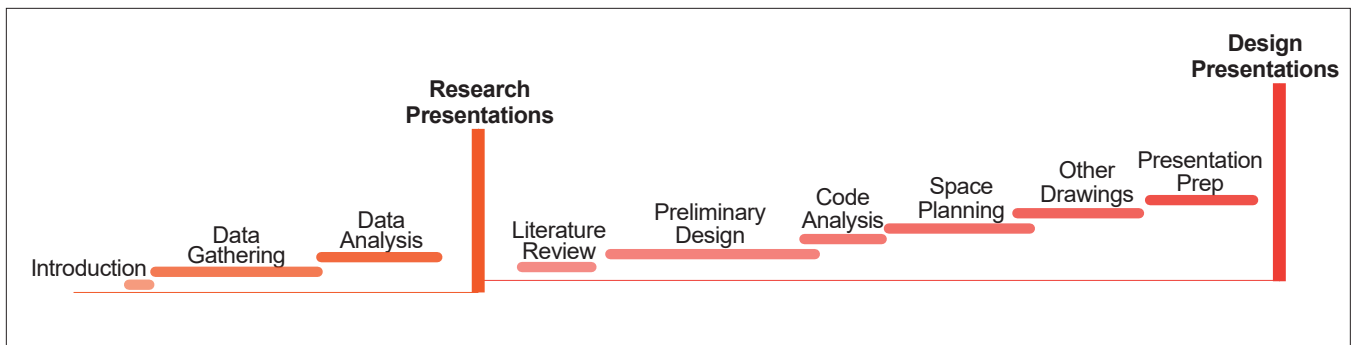 Introduction
Data
Gathering
Data
Analysis
Research
Presentations
Literature
Review
Preliminary
Design
Code
Analysis
Space
Planning
Other
Drawings
Presentation
Prep
Design
Presentations